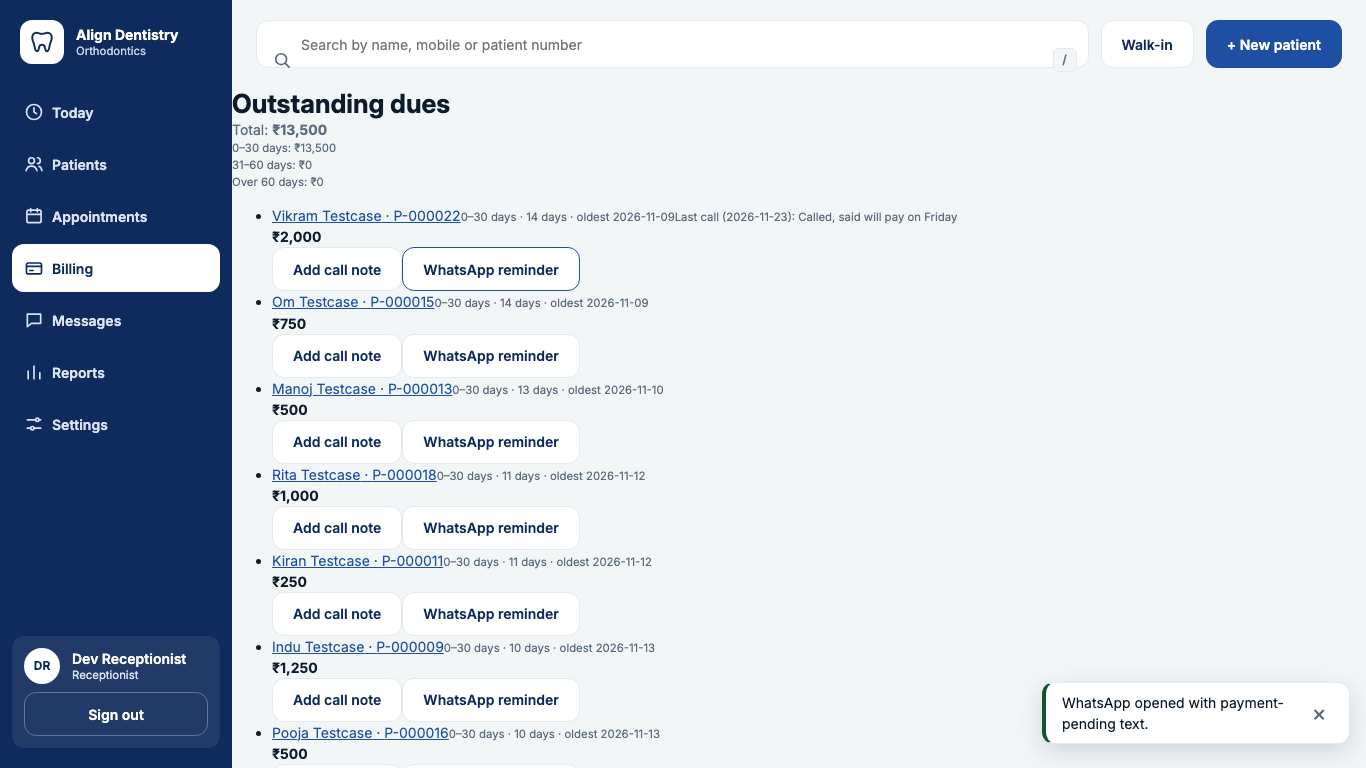 Align Dentistry
Orthodontics
Today
Patients
Appointments
Billing
Messages
Reports
Settings
DR
Dev Receptionist
Receptionist
Sign out
Search by name, mobile or patient number
/
Walk-in
+ New patient
Outstanding dues
Total: ₹13,500
0–30 days: ₹13,500
31–60 days: ₹0
Over 60 days: ₹0
Vikram Testcase · P-000022 0–30 days · 14 days · oldest 2026-11-09Last call (2026-11-23): Called, said will pay on Friday
₹2,000
Add call note WhatsApp reminder
Om Testcase · P-000015 0–30 days · 14 days · oldest 2026-11-09
₹750
Add call note WhatsApp reminder
Manoj Testcase · P-000013 0–30 days · 13 days · oldest 2026-11-10
₹500
Add call note WhatsApp reminder
Rita Testcase · P-000018 0–30 days · 11 days · oldest 2026-11-12
₹1,000
Add call note WhatsApp reminder
Kiran Testcase · P-000011 0–30 days · 11 days · oldest 2026-11-12
₹250
Add call note WhatsApp reminder
Indu Testcase · P-000009 0–30 days · 10 days · oldest 2026-11-13
₹1,250
Add call note WhatsApp reminder
Pooja Testcase · P-000016 0–30 days · 10 days · oldest 2026-11-13
₹500
WhatsApp opened with payment-
pending text.